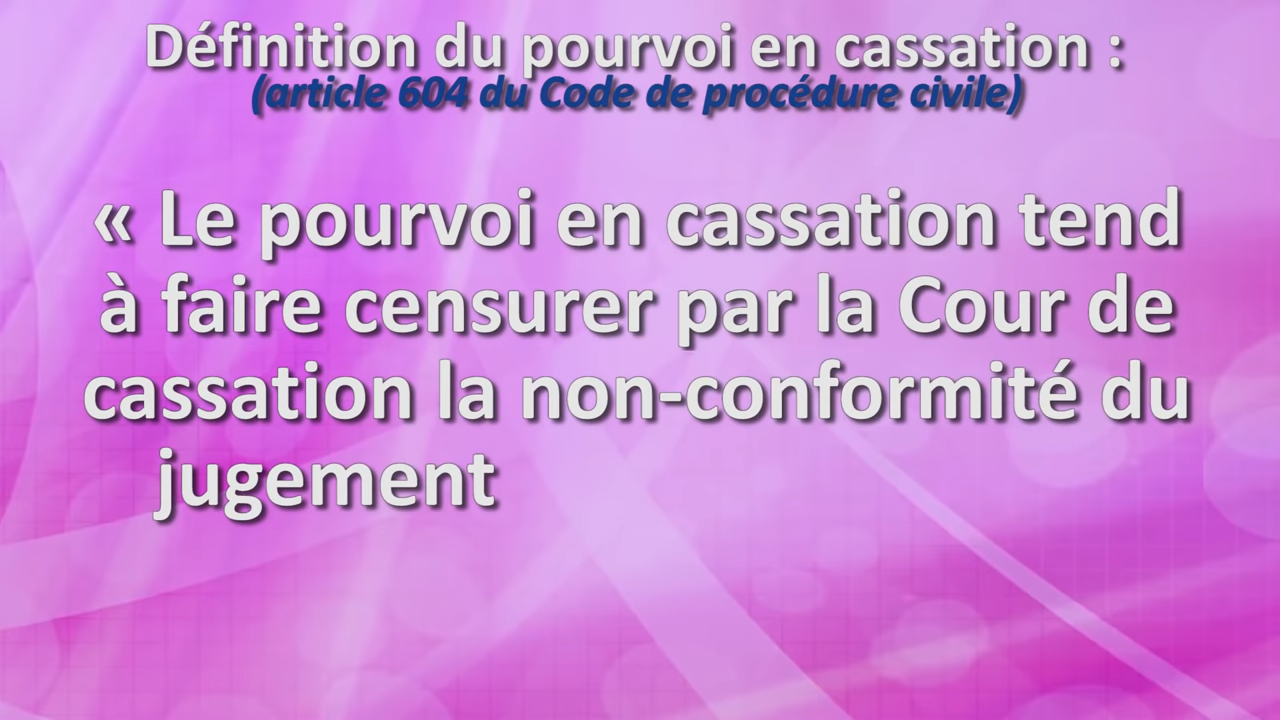 Définition du pourvoi en cassation :
(article 604 du Code de procédure civile)
« Le pourvoi en cassation tend
à faire censurer par la Cour de
cassation la non-conformité du
jugement